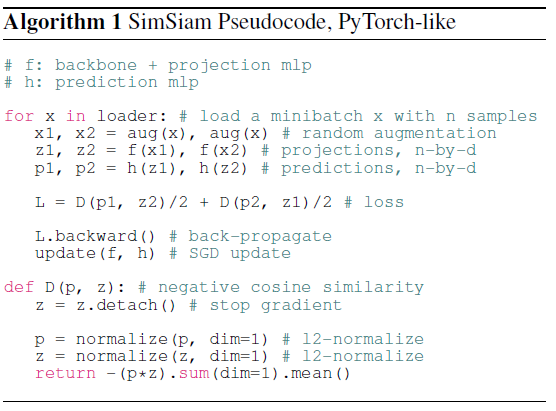 Algorithm 1 SimSiam Pseudocode, PyTorch-like
# f: backbone + projection mlp
# h: prediction mlp
for x in loader: # load a minibatch x with n samples
x1, x2 = aug(x), aug(x) # random augmentation
z1, z2 = f(x1), f(x2) # projections, n-by-d
p1, p2 = h(z1), h(z2) # predictions, n-by-d
L = D(p1, z2)/2 + D(p2, z1)/2 # loss
L.backward() # back-propagate
update(f, h) # SGD update
def D(p, z): # negative cosine similarity
z = z.detach() # stop gradient
p = normalize(p, dim=1) # l2-normalize
z = normalize(z, dim=1) # l2-normalize
return -(p*z).sum(dim=1).mean()